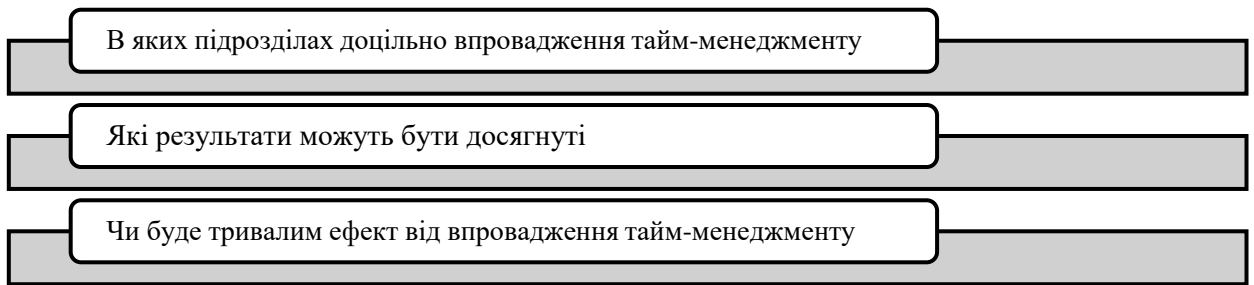 В яких підрозділах доцільно впровадження тайм-менеджменту
Які результати можуть бути досягнуті
Чи буде тривалим ефект від впровадження тайм-менеджменту